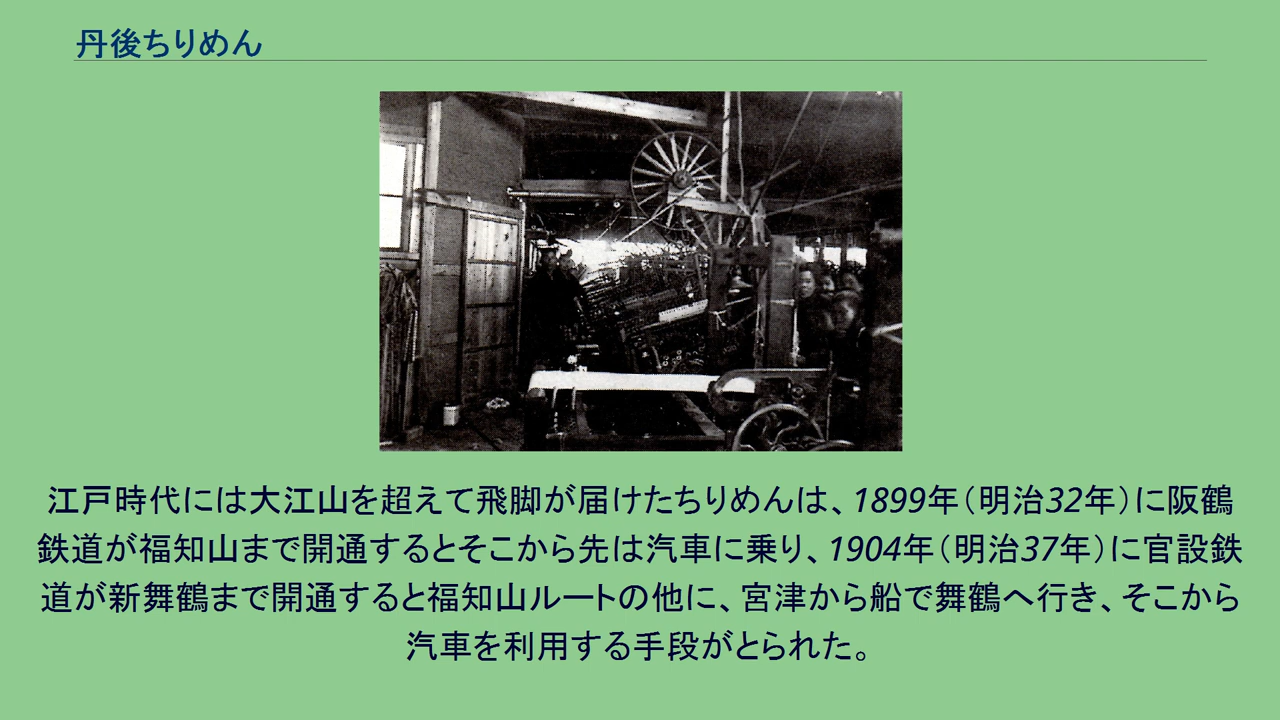 丹後ちりめん
江戸時代には大江山を超えて飛脚が届けたちりめんは、1899年（明治32年）に阪鶴
鉄道が福知山まで開通するとそこから先は汽車に乗り、1904年（明治37年）に官設鉄
道が新舞鶴まで開通すると福知山ルートの他に、宮津から船で舞鶴へ行き、そこから
汽車を利用する手段がとられた。